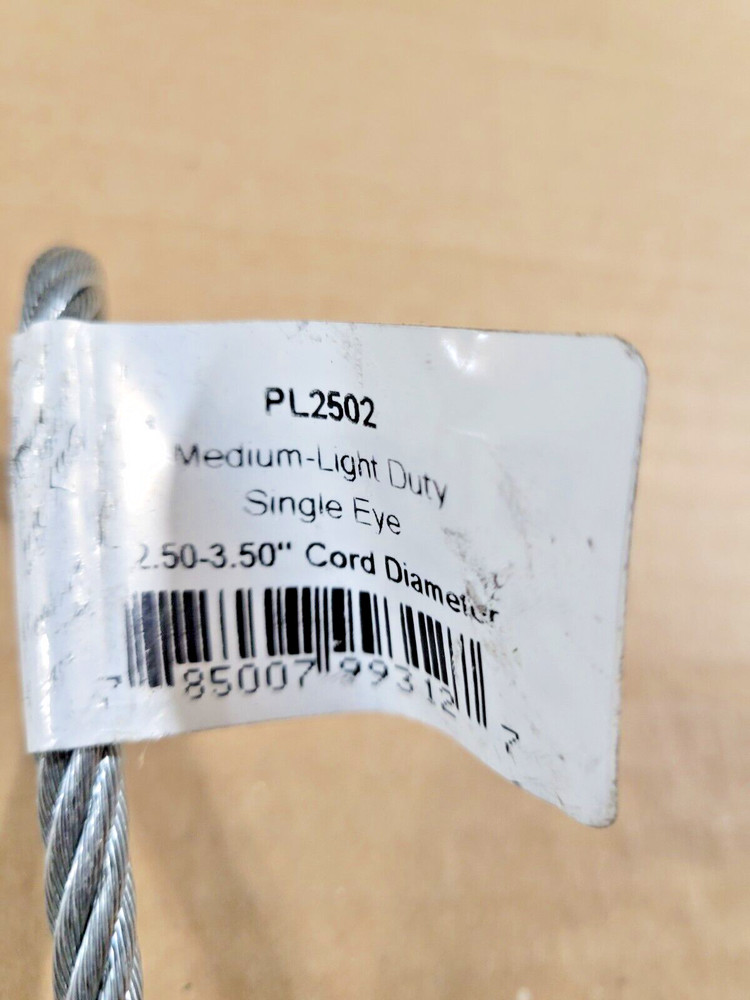 PL2502
Medium-Light Duty
Single Eye
2.50-3.50" Cord Diameter
7 85007 99312 7